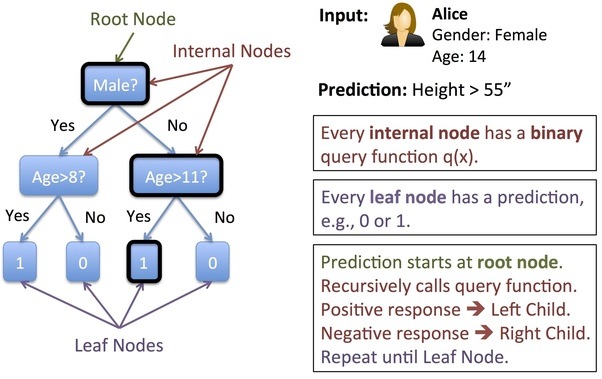 Root Node
Internal Nodes
Male?
Yes
No
Age>8?
Age>11?
Yes
No
Yes
No
1
0
1
0
Leaf Nodes
Input:
Alice
Gender: Female
Age: 14
Prediction: Height > 55”
Every internal node has a binary
query function q(x).
Every leaf node has a prediction,
e.g., 0 or 1.
Prediction starts at root node.
Recursively calls query function.
Positive response ➔ Left Child.
Negative response ➔ Right Child.
Repeat until Leaf Node.